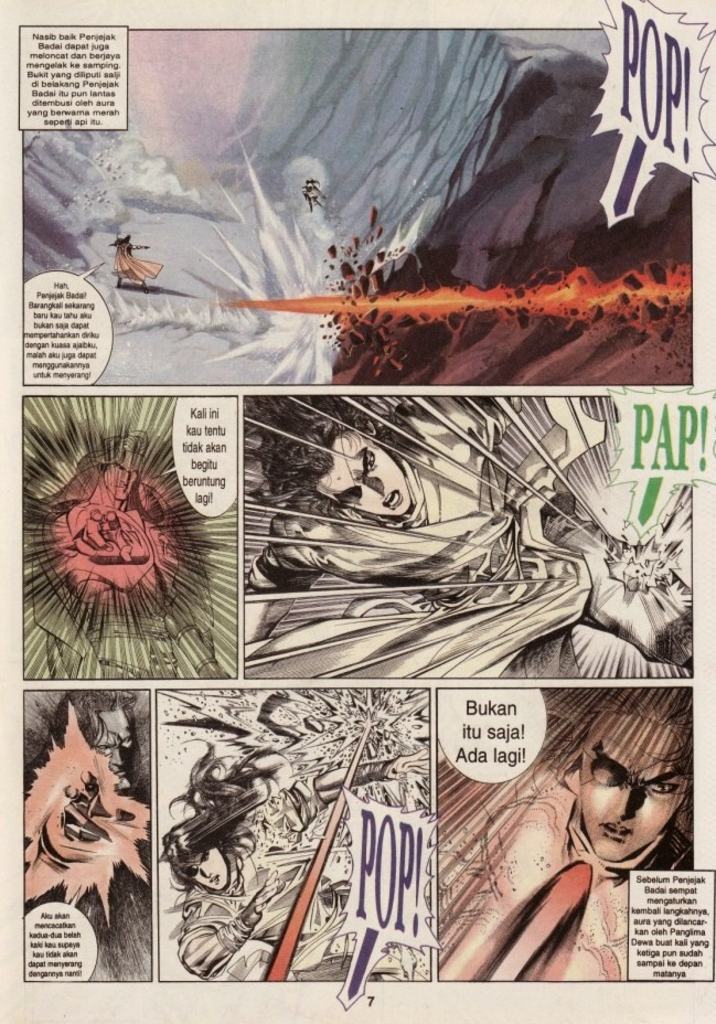 Nasib baik Penjejak
Badai dapat juga
meloncat dan berjaya
mengelak ke samping.
Bukit yang diliputi salji
di belakang Penjejak
Badai itu pun lantas
ditembusi oleh aura
yang berwarna merah
seperti api itu.
POP!
Hah,
Penjejak Badai!
Barangkali sekarang
baru kau tahu aku
bukan saja dapat
mempertahankan diriku
dengan kuasa ajaibku,
malah aku juga dapat
menggunakannya
untuk menyerang!
Kali ini
kau tentu
tidak akan
begitu
beruntung
lagi!
PAP!
Aku akan
mencacatkan
kedua-dua belah
kaki kau supaya
kau tidak akan
dapat menyerang
dengannya nanti!
POP!
Bukan
itu saja!
Ada lagi!
Sebelum Penjejak
Badai sempat
mengaturkan
kembali langkahnya,
aura yang dilancar-
kan oleh Panglima
Dewa buat kali yang
ketiga pun sudah
sampai ke depan
matanya
7